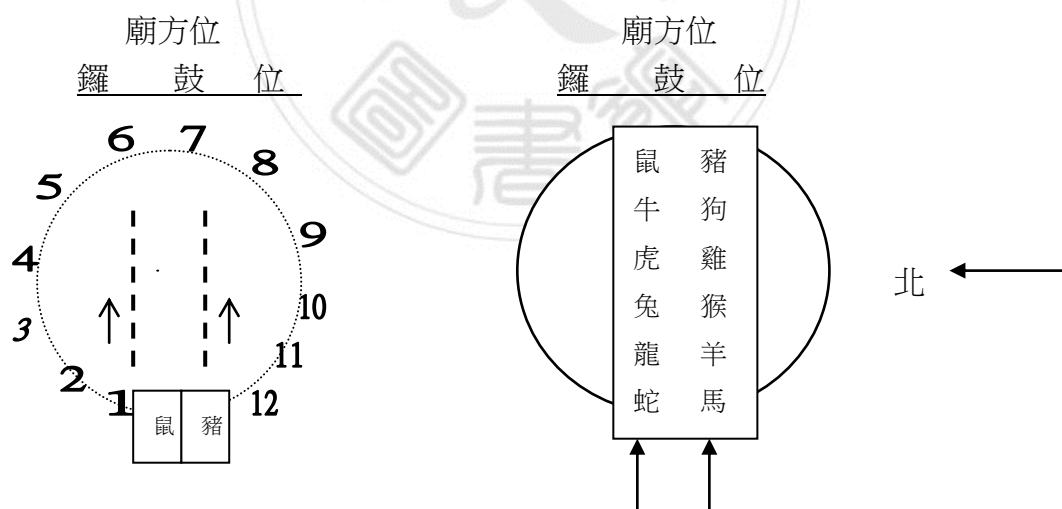 廟方位
鑼 鼓 位
6 7
5 8
4 9
3 10
2 11
1 12
鼠 豬
廟方位
鑼 鼓 位
鼠 豬
牛 狗
虎 雞
兔 猴
龍 羊
蛇 馬
北